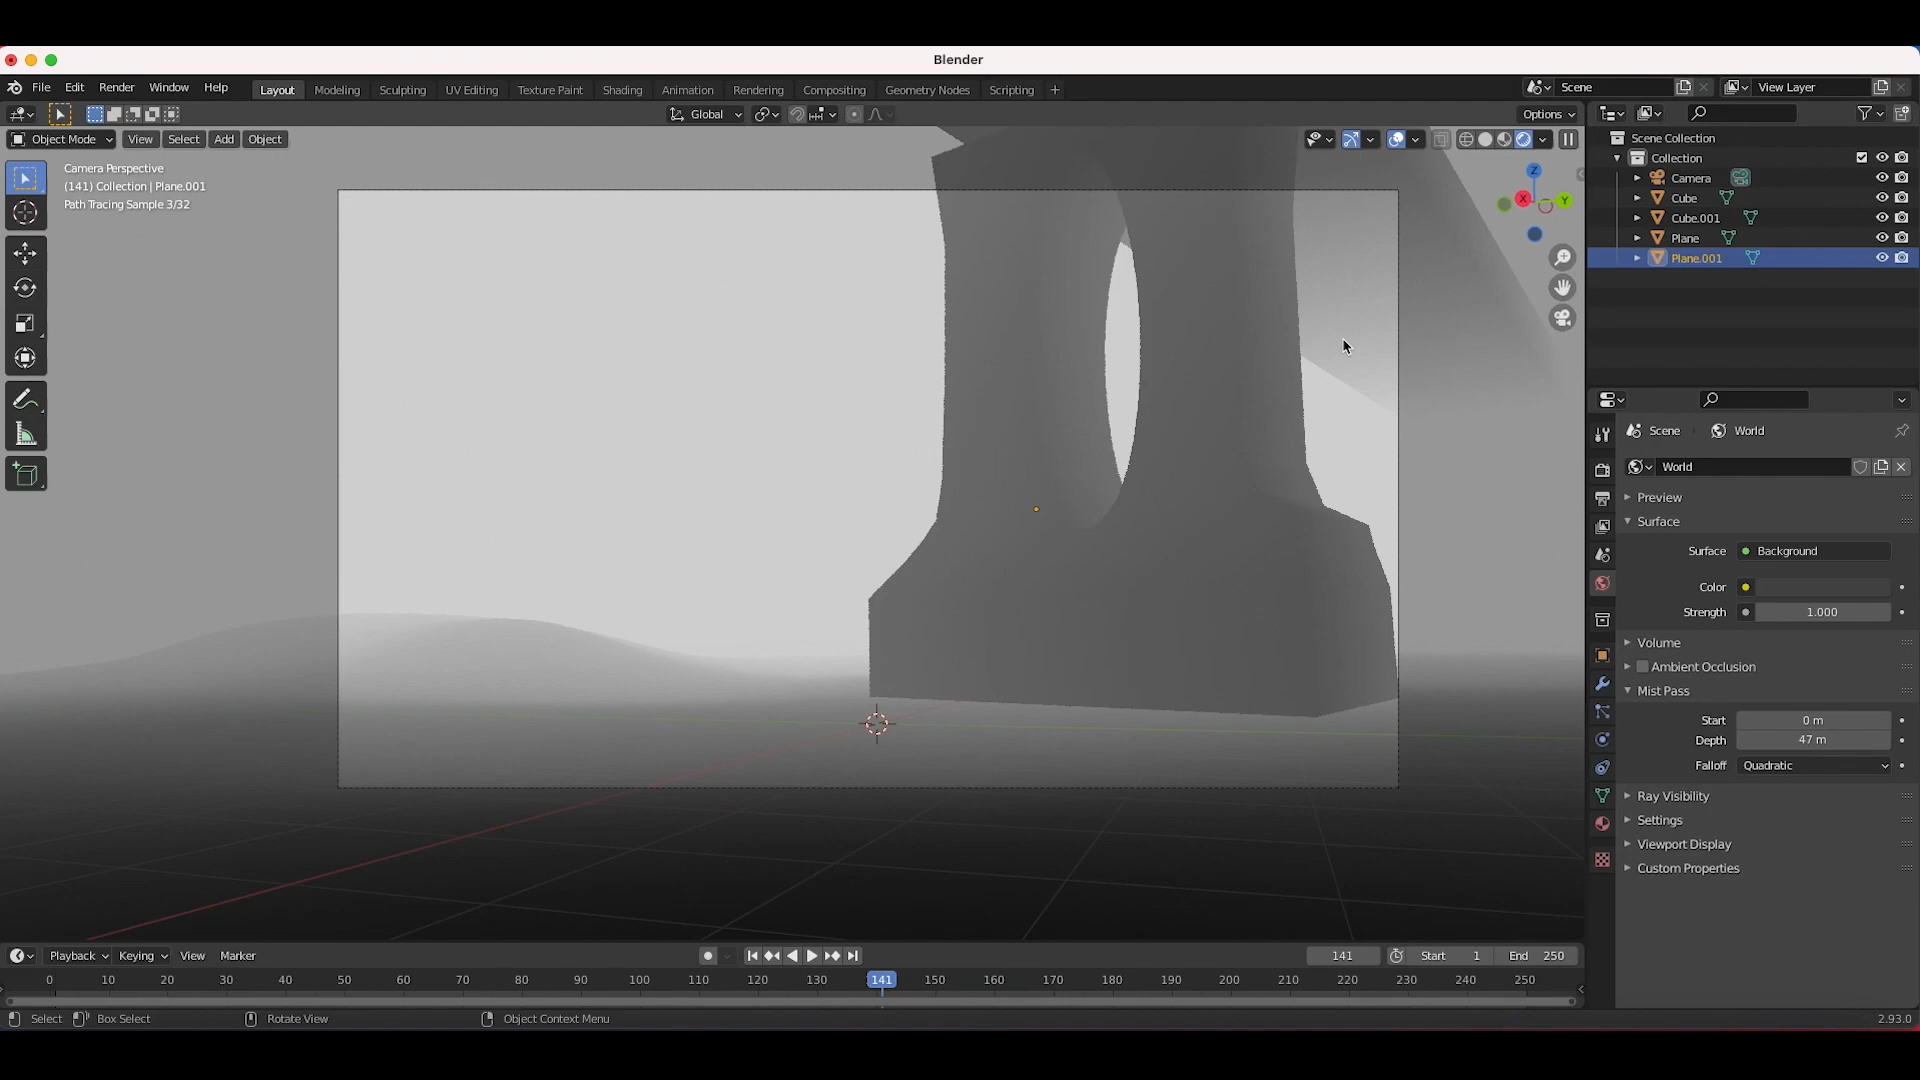 Blender
File Edit Render Window Help Layout Modeling Sculpting UV Editing Texture Paint Shading Animation Rendering Compositing Geometry Nodes Scripting + Scene View Layer
Global Options
Object Mode View Select Add Object
Camera Perspective
(141) Collection | Plane.001
Path Tracing Sample 3/32
Z
X
Y
Scene Collection
Collection
Camera
Cube
Cube.001
Plane
Plane.001
Scene World
World
Preview
Surface
Surface Background
Color
Strength 1.000
Volume
Ambient Occlusion
Mist Pass
Start 0 m
Depth 47 m
Falloff Quadratic
Ray Visibility
Settings
Viewport Display
Custom Properties
Playback Keying View Marker 141 Start 1 End 250
0 10 20 30 40 50 60 70 80 90 100 110 120 130 141 150 160 170 180 190 200 210 220 230 240 250
Select Box Select Rotate View Object Context Menu 2.93.0